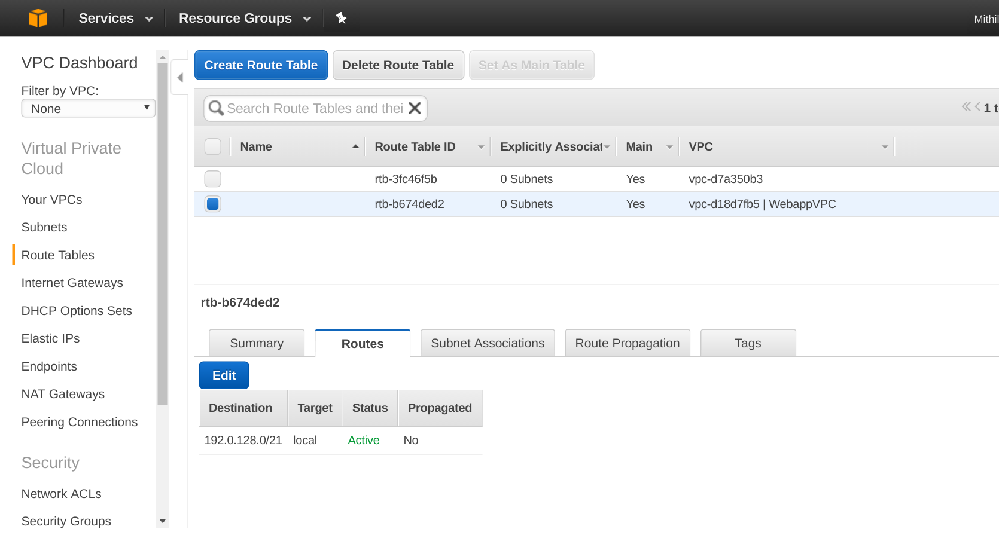 Services Resource Groups Mithil
VPC Dashboard
Filter by VPC:
None
Virtual Private
Cloud
Your VPCs
Subnets
Route Tables
Internet Gateways
DHCP Options Sets
Elastic IPs
Endpoints
NAT Gateways
Peering Connections
Security
Network ACLs
Security Groups
Create Route Table Delete Route Table Set As Main Table
Search Route Tables and thei 1 t
Name Route Table ID Explicitly Associat Main VPC
rtb-3fc46f5b 0 Subnets Yes vpc-d7a350b3
rtb-b674ded2 0 Subnets Yes vpc-d18d7fb5 | WebappVPC
rtb-b674ded2
Summary Routes Subnet Associations Route Propagation Tags
Edit
Destination Target Status Propagated
192.0.128.0/21 local Active No